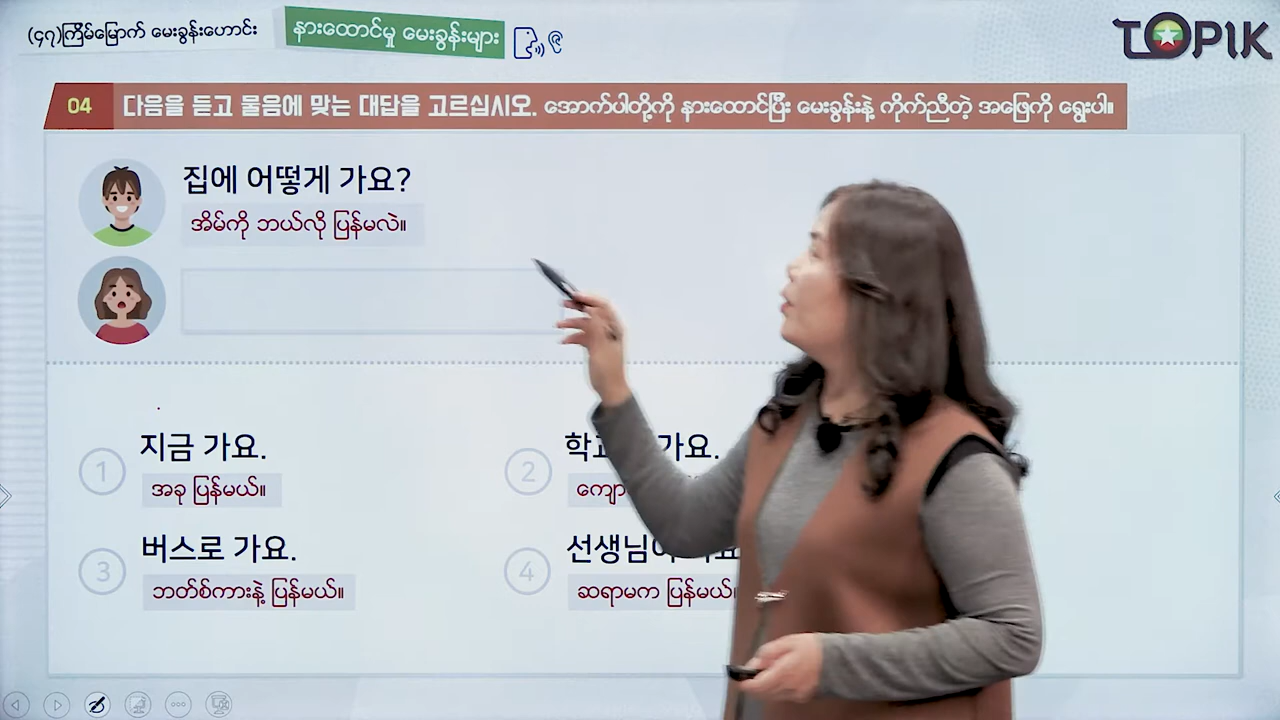 (၄၇)ကြိမ်မြောက် မေးခွန်းဟောင်း
နားထောင်မှု မေးခွန်းများ
TOPIK
04 다음을 듣고 물음에 맞는 대답을 고르십시오. အောက်ပါတို့ကို နားထောင်ပြီး မေးခွန်းနဲ့ ကိုက်ညီတဲ့ အဖြေကို ရွေးပါ။
집에 어떻게 가요?
အိမ်ကို ဘယ်လို ပြန်မလဲ။
1 지금 가요.
အခု ပြန်မယ်။
2 가요.
3 버스로 가요.
ဘတ်စ်ကားနဲ့ ပြန်မယ်။
4 선생님이
ဆရာမက ပြန်မယ်။